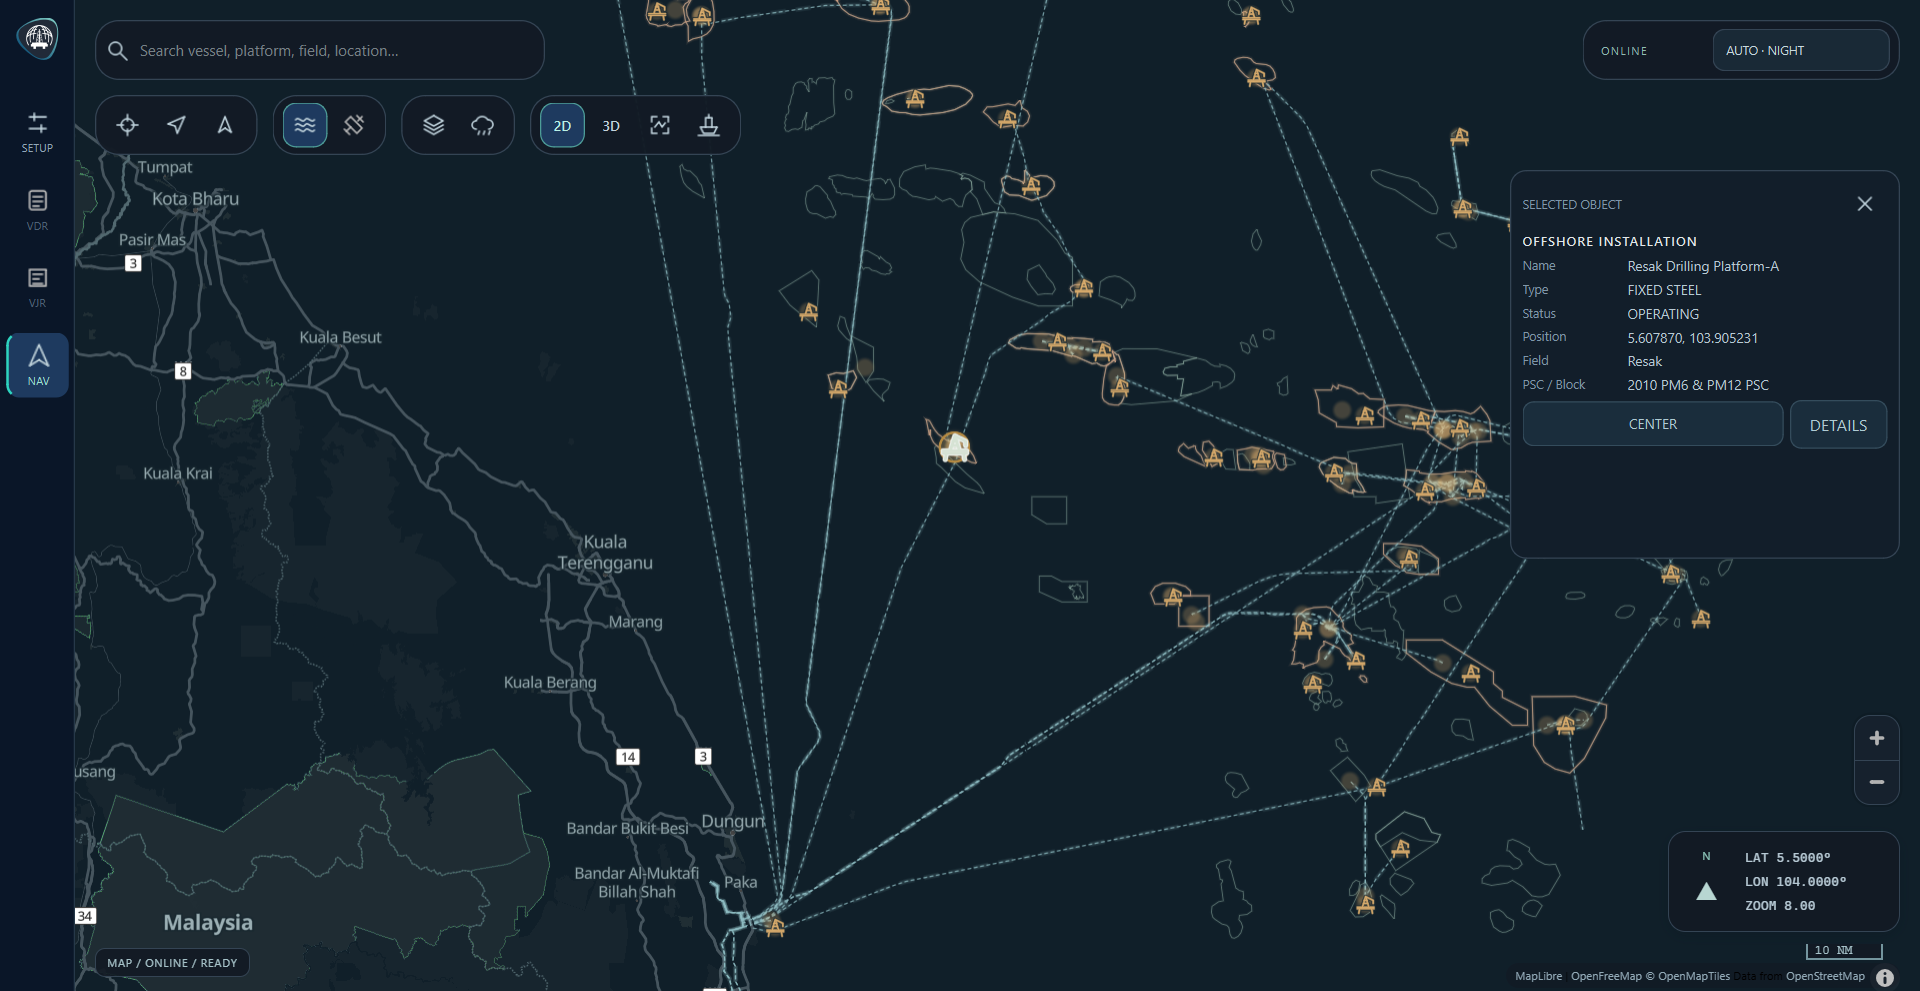 Search vessel, platform, field, location...
ONLINE
AUTO · NIGHT
SETUP
VDR
VJR
NAV
2D
3D
Tumpat
Kota Bharu
Pasir Mas
3
Kuala Besut
8
Kuala Krai
Kuala
Terengganu
Marang
Kuala Berang
14
3
usang
Bandar Bukit Besi
Dungun
Bandar Al-Muktafi
Billah Shah
Paka
34
Malaysia
MAP / ONLINE / READY
SELECTED OBJECT
OFFSHORE INSTALLATION
Name Resak Drilling Platform-A
Type FIXED STEEL
Status OPERATING
Position 5.607870, 103.905231
Field Resak
PSC / Block 2010 PM6 & PM12 PSC
CENTER
DETAILS
N
LAT 5.5000°
LON 104.0000°
ZOOM 8.00
10 NM
MapLibre OpenFreeMap © OpenMapTiles Data from OpenStreetMap